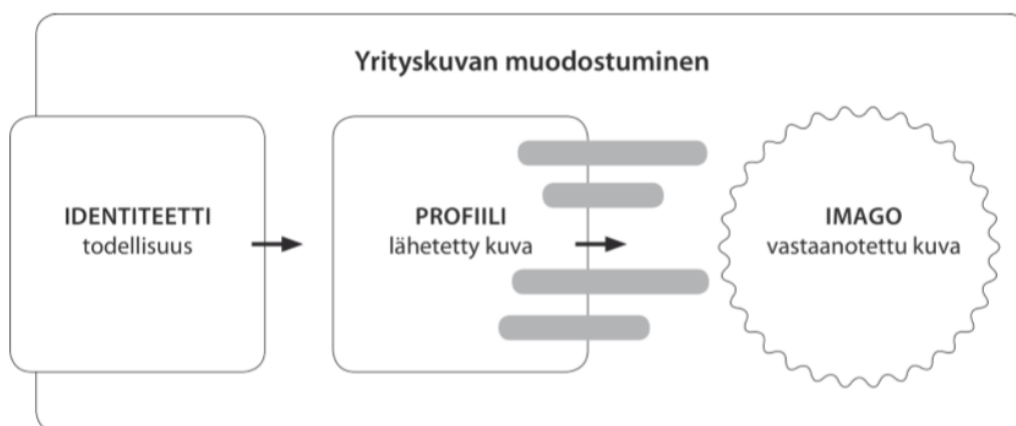 Yrityskuvan muodostuminen
IDENTITEETTI
todellisuus
PROFIILI
lähetetty kuva
IMAGO
vastaanotettu kuva